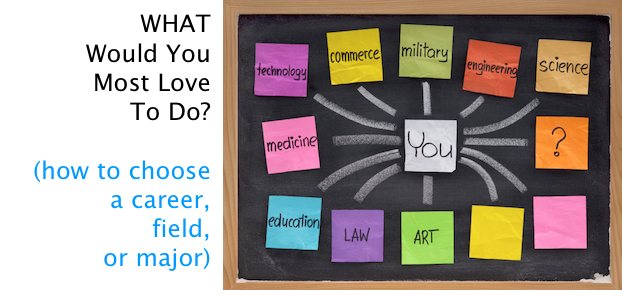 WHAT
Would You
Most Love
To Do?
(how to choose
a career,
field,
or major)
technology
commerce
military
engineering
science
medicine
You
?
education
LAW
ART